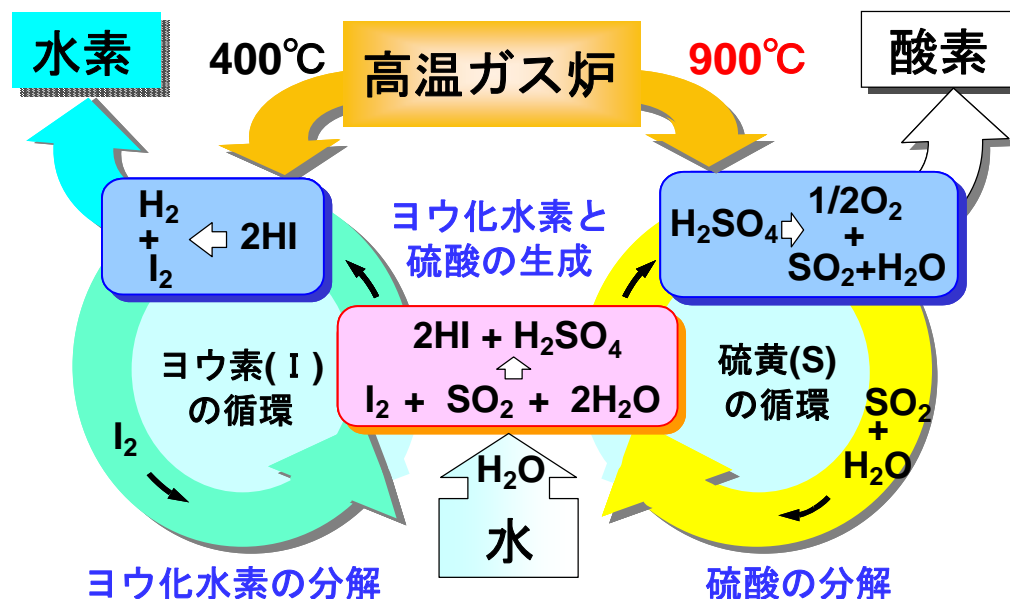 水素
400℃
高温ガス炉
900℃
酸素
H₂
+
I₂
2HI
ヨウ化水素と
硫酸の生成
H₂SO₄
1/2O₂
+
SO₂+H₂O
2HI + H₂SO₄
I₂ + SO₂ + 2H₂O
ヨウ素(Ｉ)
の循環
硫黄(S)
の循環
I₂
SO₂
+
H₂O
H₂O
水
ヨウ化水素の分解
硫酸の分解